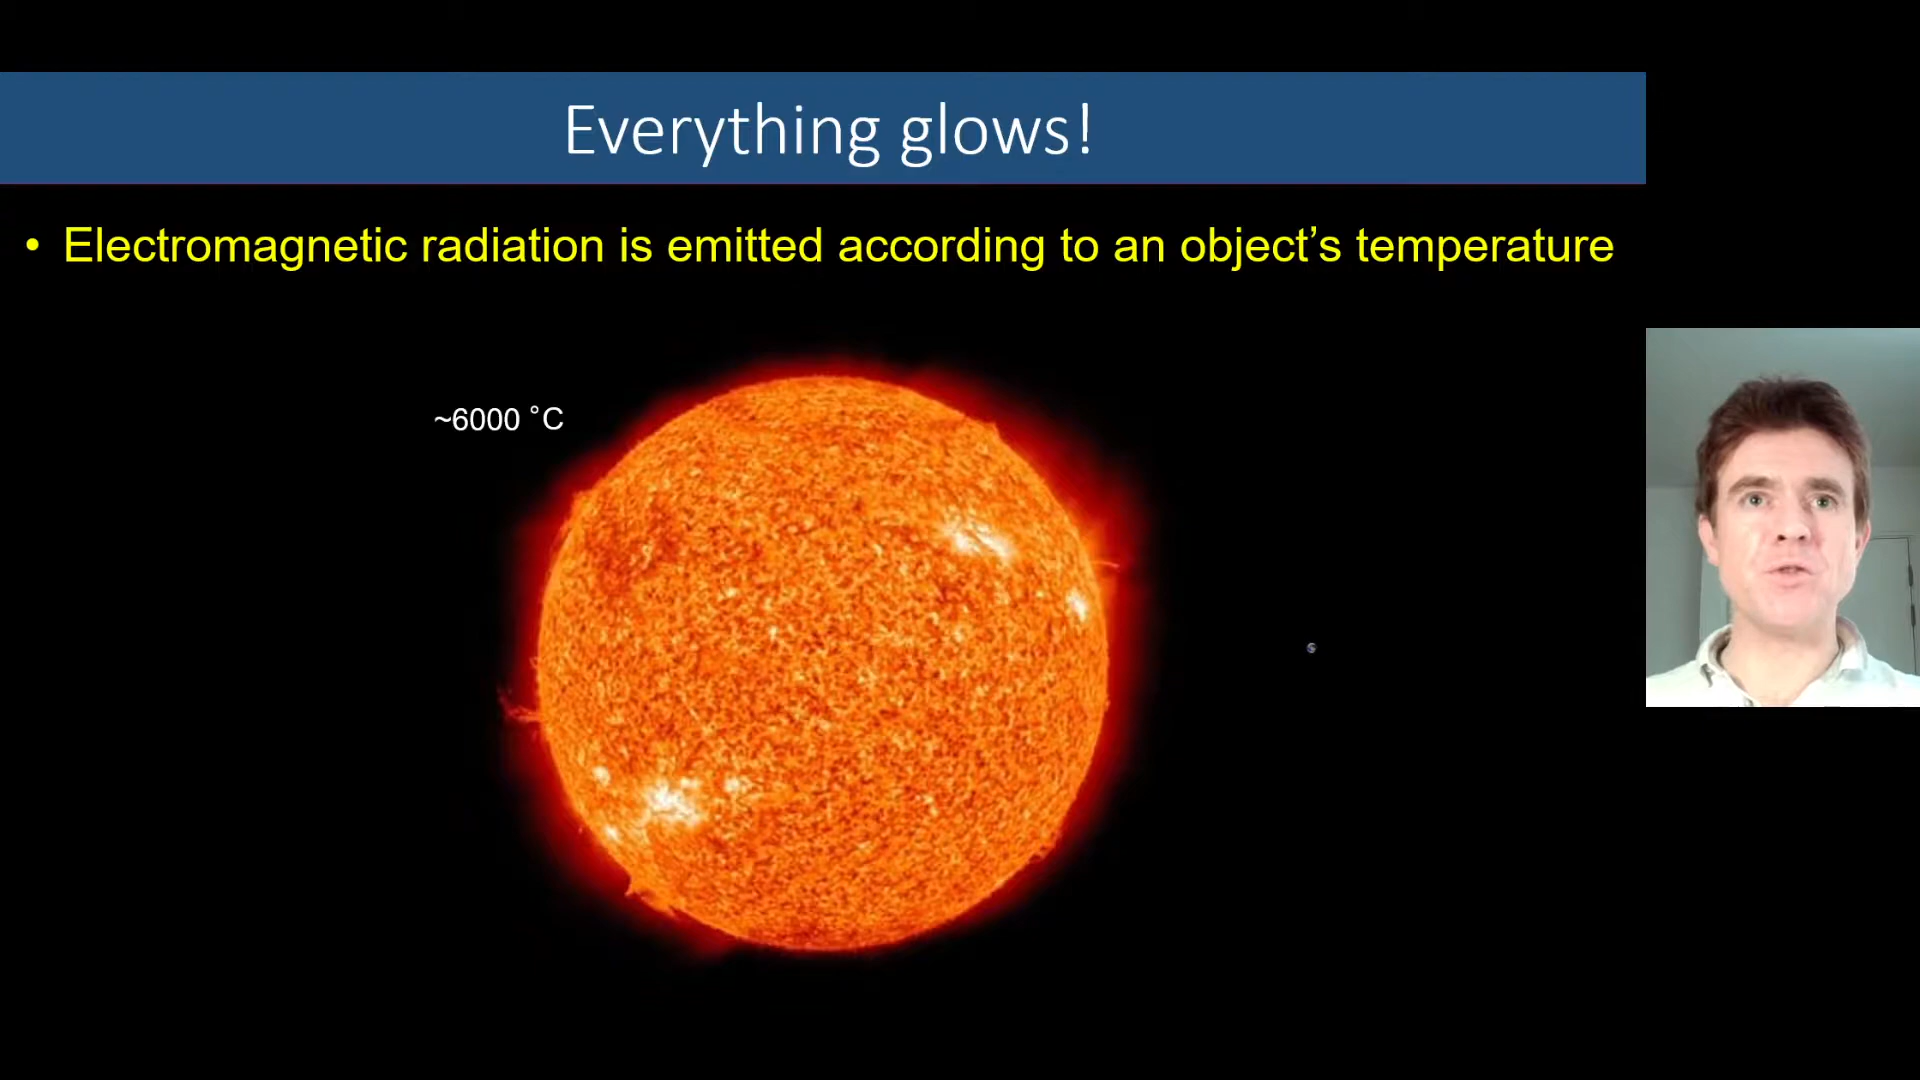 Everything glows!
• Electromagnetic radiation is emitted according to an object’s temperature
~6000 ˚C